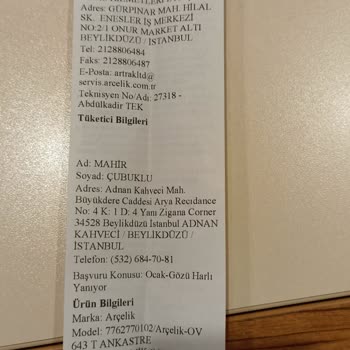 Adres: GÜRPINAR MAH. HİLAL
SK. ENESLER İŞ MERKEZİ
NO:2/1 ONUR MARKET ALTI
BEYLİKDÜZÜ / İSTANBUL
Tel: 2128806484
Faks: 2128806487
E-Posta: artrakltd@
servis.arcelik.com.tr
Teknisyen No/Adı: 27318 -
Abdülkadir TEK
Tüketici Bilgileri
Ad: MAHİR
Soyad: ÇUBUKLU
Adres: Adnan Kahveci Mah.
Büyükdere Caddesi Arya Recidance
No: 4 K: 1 D: 4 Yanı Zigana Corner
34528 Beylikdüzü İstanbul ADNAN
KAHVECİ / BEYLİKDÜZÜ /
İSTANBUL
Telefon: (532) 684-70-81
Başvuru Konusu: Ocak-Gözü Harlı
Yanıyor
Ürün Bilgileri
Marka: Arçelik
Model: 7762770102/Arçelik-OV
643 T ANKASTRE